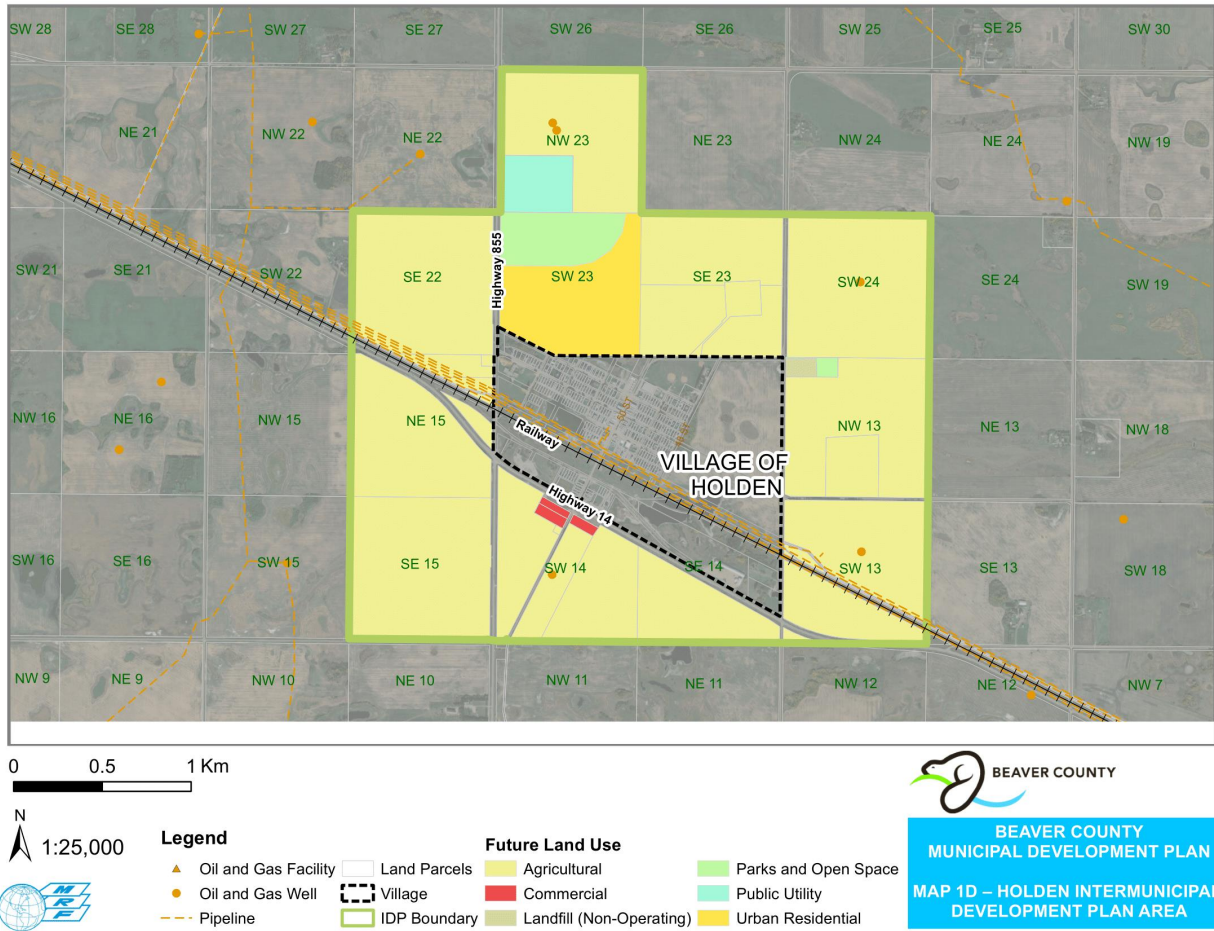 SW 28
SE 28
SW 27
SE 27
SW 26
SE 26
SW 25
SE 25
SW 30
NE 21
NW 22
NE 22
NW 23
NE 23
NW 24
NE 24
NW 19
SW 21
SE 21
SW 22
SE 22
Highway 855
SW 23
SE 23
SW 24
SE 24
SW 19
NW 16
NE 16
NW 15
NE 15
Railway
VILLAGE OF
HOLDEN
NW 13
NE 13
NW 18
Highway 14
SW 16
SE 16
SW 15
SE 15
SW 14
SE 14
SW 13
SE 13
SW 18
NW 9
NE 9
NW 10
NE 10
NW 11
NE 11
NW 12
NE 12
NW 7
0 0.5 1 Km
N
1:25,000
MRF
Legend
Oil and Gas Facility
Oil and Gas Well
Pipeline
Land Parcels
Village
IDP Boundary
Future Land Use
Agricultural
Commercial
Landfill (Non-Operating)
Parks and Open Space
Public Utility
Urban Residential
BEAVER COUNTY
BEAVER COUNTY
MUNICIPAL DEVELOPMENT PLAN
MAP 1D – HOLDEN INTERMUNICIPAL
DEVELOPMENT PLAN AREA